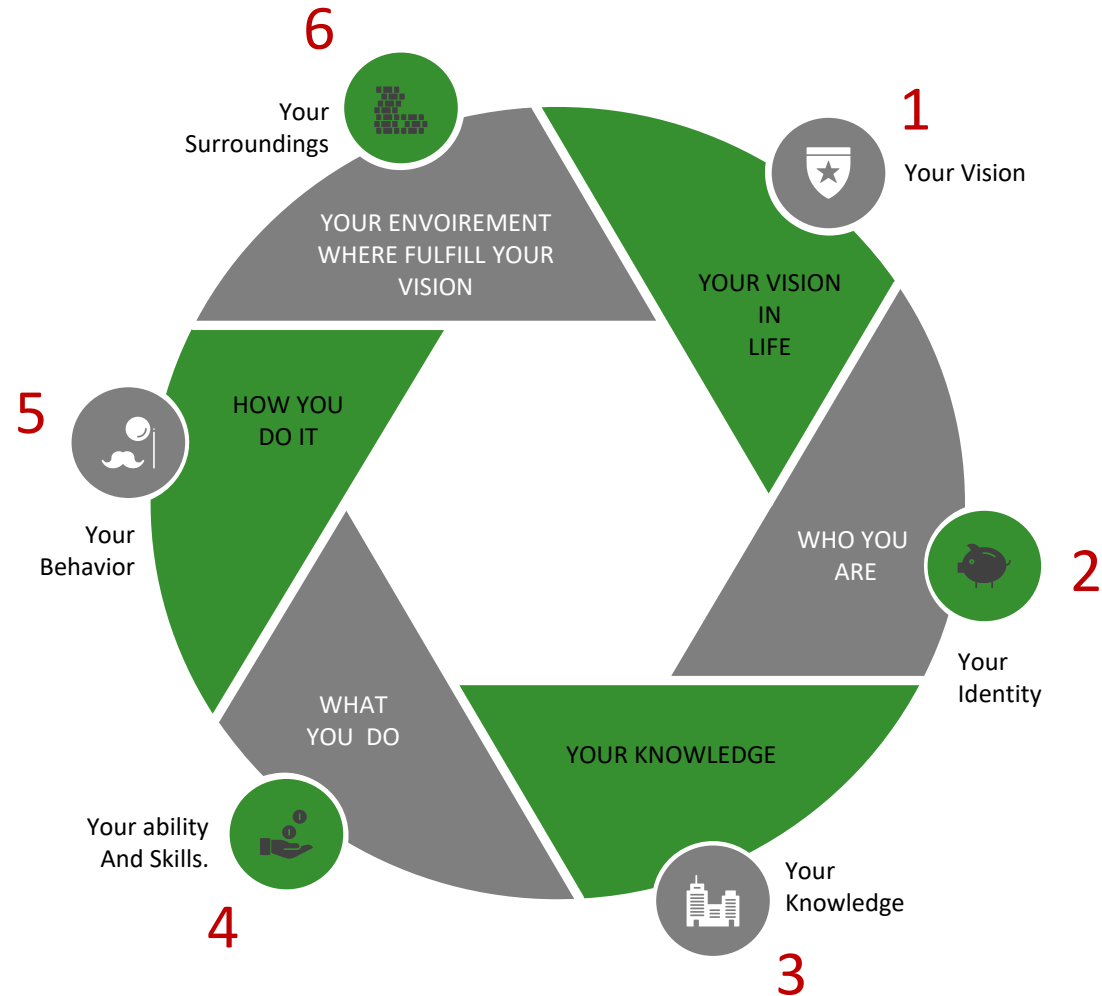 1
Your Vision
YOUR VISION
IN
LIFE
2
Your
Identity
WHO YOU
ARE
3
Your
Knowledge
YOUR KNOWLEDGE
4
Your ability
And Skills.
WHAT
YOU  DO
5
Your
Behavior
HOW YOU
DO IT
6
Your
Surroundings
YOUR ENVOIREMENT
WHERE FULFILL YOUR
VISION